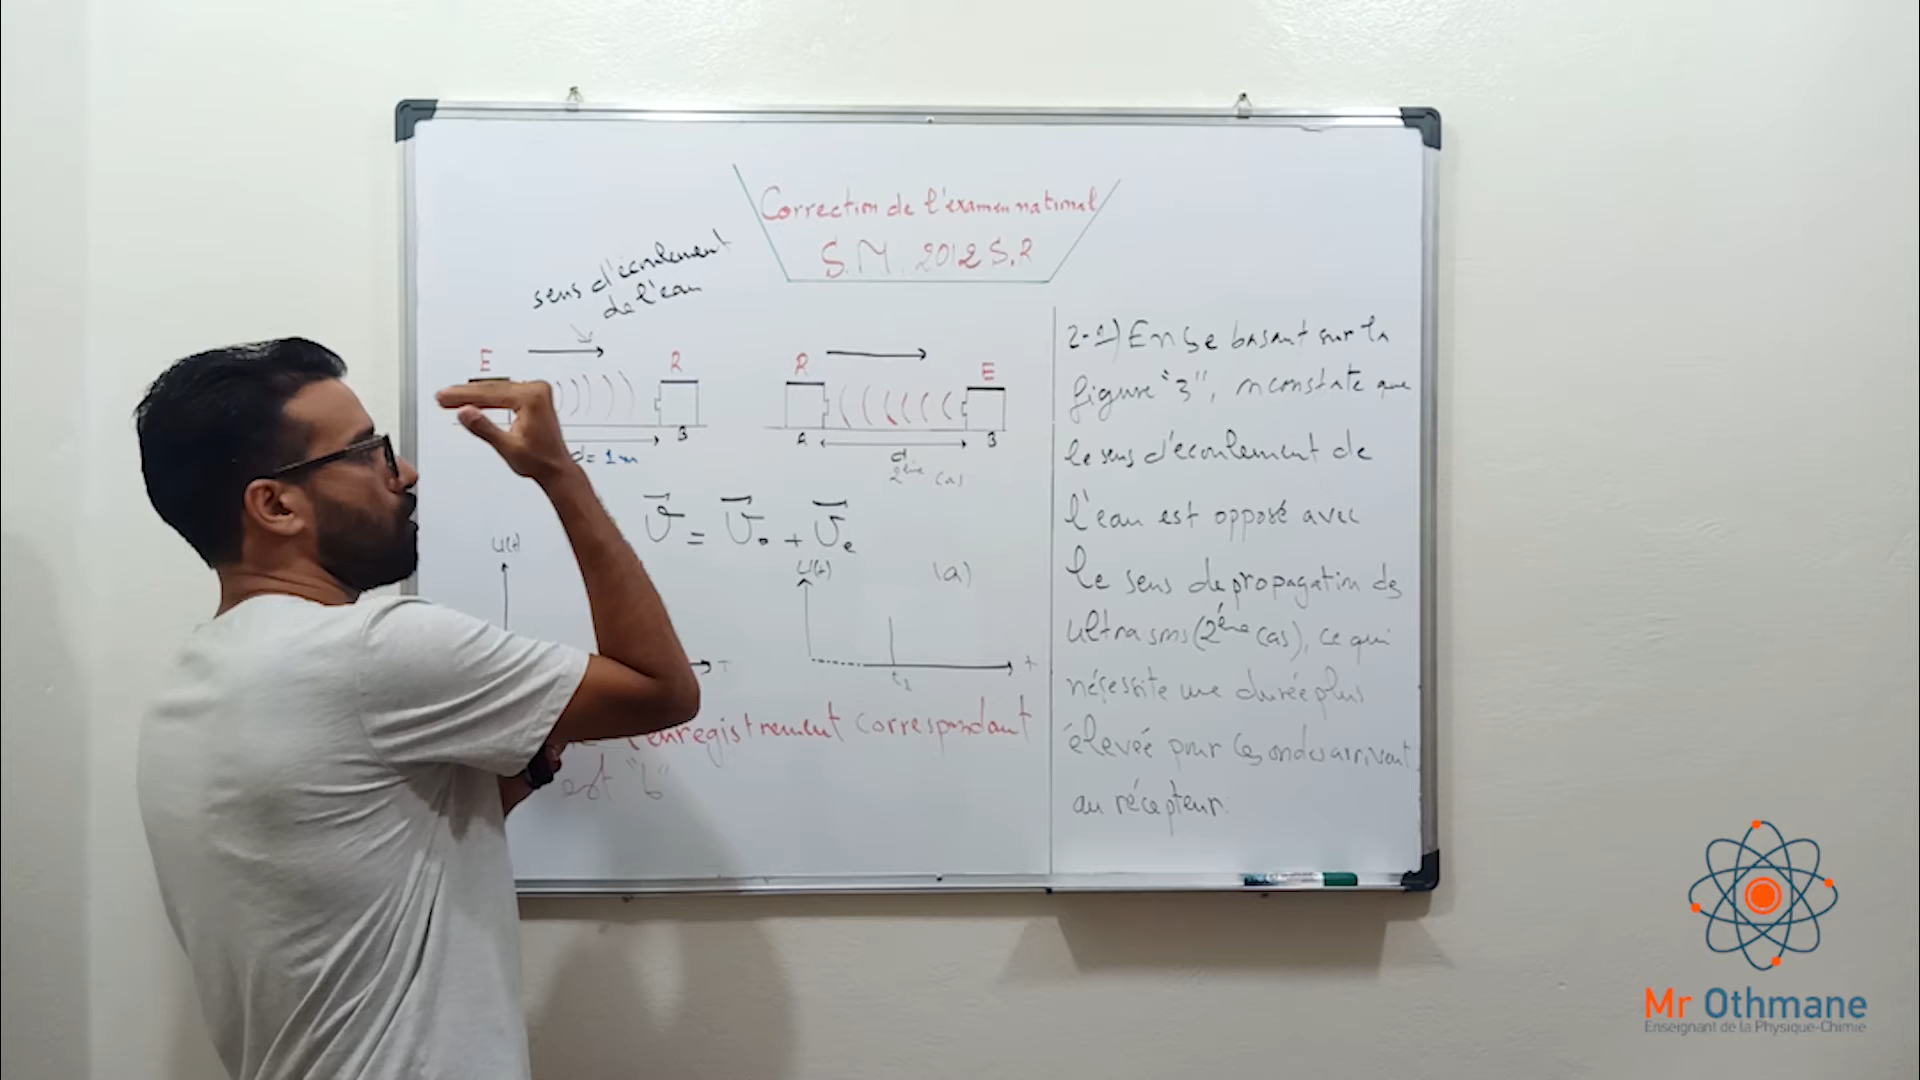 Correction de l'examen national
S.M. 2012 S.R
sens d'écoulement
de l'eau
E
R
B
d= 1m
R
E
A
B
d
2ème cas
v = v₀ + vₑ
U(t)
U(t)
(a)
t
l'enregistrement correspondant
est "b"
2-1) En se basant sur la
figure "3", n constate que
le sens d'écoulement de
l'eau est opposé avec
le sens de propagation des
ultrasons (2ème cas), ce qui
nécessite une durée plus
élevée pour les ondes arrivant
au récepteur.
Mr Othmane
Enseignant de la Physique-Chimie